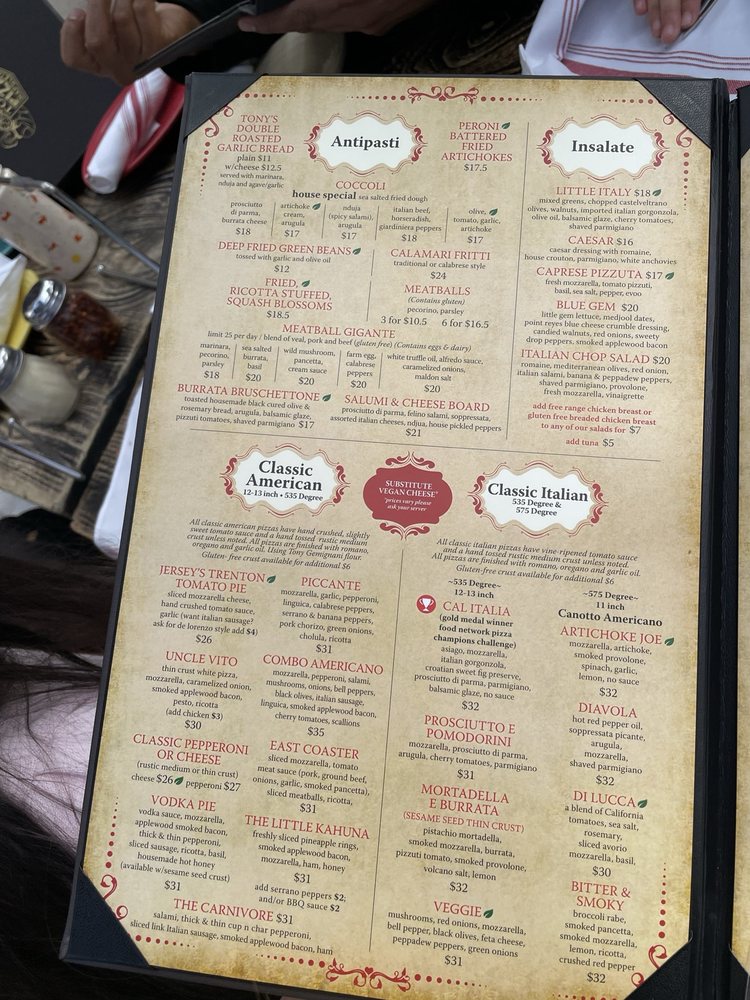 TONY'S
DOUBLE
ROASTED
GARLIC BREAD
plain $11
w/cheese $12.5
served with marinara,
nduja and agave/garlic
Antipasti
PERONI
BATTERED
FRIED
ARTICHOKES
$17.5
COCCOLI
house special sea salted fried dough
prosciutto
di parma,
burrata cheese
$18
artichoke
cream,
arugula
$17
nduja
(spicy salami),
arugula
$17
italian beef,
horseradish,
giardiniera peppers
$18
olive,
tomato, garlic,
artichoke
$17
DEEP FRIED GREEN BEANS
tossed with garlic and olive oil
$12
FRIED,
RICOTTA STUFFED,
SQUASH BLOSSOMS
$18.5
CALAMARI FRITTI
traditional or calabrese style
$24
MEATBALLS
(Contains gluten)
pecorino, parsley
3 for $10.5 6 for $16.5
MEATBALL GIGANTE
limit 25 per day / blend of veal, pork and beef (gluten free) (Contains eggs & dairy)
marinara,
pecorino,
parsley
$18
sea salted
burrata,
basil
$20
wild mushroom,
pancetta,
cream sauce
$20
farm egg,
calabrese
peppers
$20
white truffle oil, alfredo sauce,
caramelized onions,
maldon salt
$20
BURRATA BRUSCHETTONE
toasted housemade black cured olive &
rosemary bread, arugula, balsamic glaze,
pizzuti tomatoes, shaved parmigiano $17
SALUMI & CHEESE BOARD
prosciutto di parma, felino salami, soppressata,
assorted italian cheeses, ndjua, house pickled peppers
$21
Insalate
LITTLE ITALY $18
mixed greens, chopped castelveltrano
olives, walnuts, imported italian gorgonzola,
olive oil, balsamic glaze, cherry tomatoes,
shaved parmigiano
CAESAR $16
caesar dressing with romaine,
house crouton, parmigiano, white anchovies
CAPRESE PIZZUTA $17
fresh mozzarella, tomato pizzuti,
basil, sea salt, pepper, evoo
BLUE GEM $20
little gem lettuce, medjool dates,
point reyes blue cheese crumble dressing,
candied walnuts, red onions, sweety
drop peppers, smoked applewood bacon
ITALIAN CHOP SALAD $20
romaine, mediterranean olives, red onion,
italian salami, banana & peppadew peppers,
shaved parmigiano, provolone,
fresh mozzarella, vinaigrette
add free range chicken breast or
gluten free breaded chicken breast
to any of our salads for $7
add tuna $5
Classic
American
12-13 inch • 535 Degree
SUBSTITUTE
VEGAN CHEESE*
*prices vary please
ask your server
Classic Italian
535 Degree &
575 Degree
All classic american pizzas have hand crushed, slightly
sweet tomato sauce and a hand tossed rustic medium
crust unless noted. All pizzas are finished with romano,
oregano and garlic oil. Using Tony Gemignani flour.
Gluten- free crust available for additional $6
JERSEY'S TRENTON
TOMATO PIE
sliced mozzarella cheese,
hand crushed tomato sauce,
garlic (want italian sausage?
ask for de lorenzo style add $4)
$26
UNCLE VITO
thin crust white pizza,
mozzarella, caramelized onion,
smoked applewood bacon,
pesto, ricotta
(add chicken $3)
$30
CLASSIC PEPPERONI
OR CHEESE
(rustic medium or thin crust)
cheese $26 pepperoni $27
VODKA PIE
vodka sauce, mozzarella,
applewood smoked bacon,
thick & thin pepperoni,
sliced sausage, ricotta, basil,
housemade hot honey
(available w/sesame seed crust)
$31
PICCANTE
mozzarella, garlic, pepperoni,
linguica, calabrese peppers,
serrano & banana peppers,
pork chorizo, green onions,
cholula, ricotta
$31
COMBO AMERICANO
mozzarella, pepperoni, salami,
mushrooms, onions, bell peppers,
black olives, italian sausage,
linguica, smoked applewood bacon,
cherry tomatoes, scallions
$35
EAST COASTER
sliced mozzarella, tomato
meat sauce (pork, ground beef,
onions, garlic, smoked pancetta),
sliced meatballs, ricotta,
$31
THE LITTLE KAHUNA
freshly sliced pineapple rings,
smoked applewood bacon,
mozzarella, ham, honey
$31
add serrano peppers $2;
and/or BBQ sauce $2
THE CARNIVORE $31
salami, thick & thin cup n char pepperoni,
sliced link Italian sausage, smoked applewood bacon, ham
All classic italian pizzas have vine-ripened tomato sauce
and a hand tossed rustic medium crust unless noted.
All pizzas are finished with romano, oregano and garlic oil.
Gluten-free crust available for additional $6
~535 Degree~
12-13 inch
CAL ITALIA
(gold medal winner
food network pizza
champions challenge)
asiago, mozzarella,
italian gorgonzola,
croatian sweet fig preserve,
prosciutto di parma, parmigiano,
balsamic glaze, no sauce
$32
PROSCIUTTO E
POMODORINI
mozzarella, prosciutto di parma,
arugula, cherry tomatoes, parmigiano
$31
MORTADELLA
E BURRATA
(SESAME SEED THIN CRUST)
pistachio mortadella,
smoked mozzarella, burrata,
pizzuti tomato, smoked provolone,
volcano salt, lemon
$32
VEGGIE
mushrooms, red onions, mozzarella,
bell pepper, black olives, feta cheese,
peppadew peppers, green onions
$31
~575 Degree~
11 inch
Canotto Americano
ARTICHOKE JOE
mozzarella, artichoke,
smoked provolone,
spinach, garlic,
lemon, no sauce
$32
DIAVOLA
hot red pepper oil,
soppressata picante,
arugula,
mozzarella,
shaved parmigiano
$32
DI LUCCA
a blend of California
tomatoes, sea salt,
rosemary,
sliced avorio
mozzarella, basil,
$30
BITTER &
SMOKY
broccoli rabe,
smoked pancetta,
smoked mozzarella,
lemon, ricotta,
crushed red pepper
$32